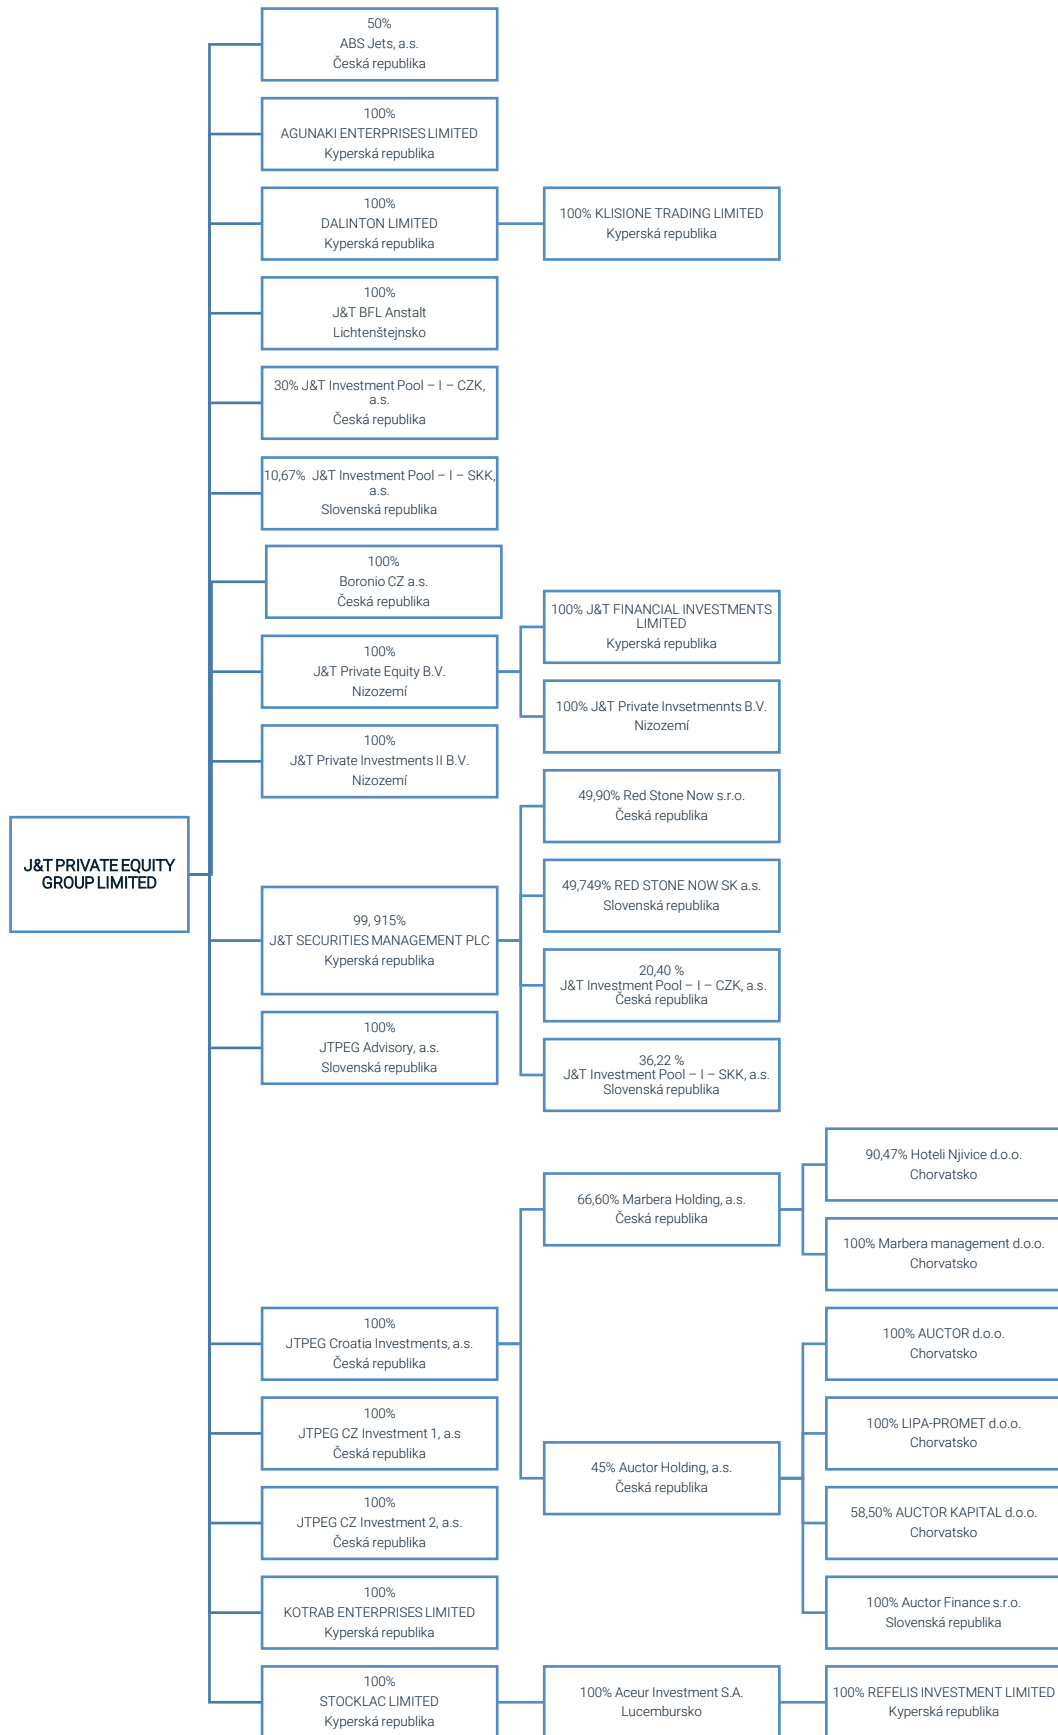 50%
ABS Jets, a.s.
Česká republika
100%
AGUNAKI ENTERPRISES LIMITED
Kyperská republika
100%
DALINTON LIMITED
Kyperská republika
100% KLISIONE TRADING LIMITED
Kyperská republika
100%
J&T BFL Anstalt
Lichtenštejnsko
30% J&T Investment Pool – I – CZK,
a.s.
Česká republika
10,67% J&T Investment Pool – I – SKK,
a.s.
Slovenská republika
100%
Boronio CZ a.s.
Česká republika
100%
J&T Private Equity B.V.
Nizozemí
100% J&T FINANCIAL INVESTMENTS
LIMITED
Kyperská republika
100% J&T Private Invsetmennts B.V.
Nizozemí
100%
J&T Private Investments II B.V.
Nizozemí
J&T PRIVATE EQUITY
GROUP LIMITED
99, 915%
J&T SECURITIES MANAGEMENT PLC
Kyperská republika
49,90% Red Stone Now s.r.o.
Česká republika
49,749% RED STONE NOW SK a.s.
Slovenská republika
20,40 %
J&T Investment Pool – I – CZK, a.s.
Česká republika
36,22 %
J&T Investment Pool – I – SKK, a.s.
Slovenská republika
100%
JTPEG Advisory, a.s.
Slovenská republika
100%
JTPEG Croatia Investments, a.s.
Česká republika
66,60% Marbera Holding, a.s.
Česká republika
90,47% Hoteli Njivice d.o.o.
Chorvatsko
100% Marbera management d.o.o.
Chorvatsko
45% Auctor Holding, a.s.
Česká republika
100% AUCTOR d.o.o.
Chorvatsko
100% LIPA-PROMET d.o.o.
Chorvatsko
58,50% AUCTOR KAPITAL d.o.o.
Chorvatsko
100% Auctor Finance s.r.o.
Slovenská republika
100%
JTPEG CZ Investment 1, a.s
Česká republika
100%
JTPEG CZ Investment 2, a.s.
Česká republika
100%
KOTRAB ENTERPRISES LIMITED
Kyperská republika
100%
STOCKLAC LIMITED
Kyperská republika
100% Aceur Investment S.A.
Lucembursko
100% REFELIS INVESTMENT LIMITED
Kyperská republika